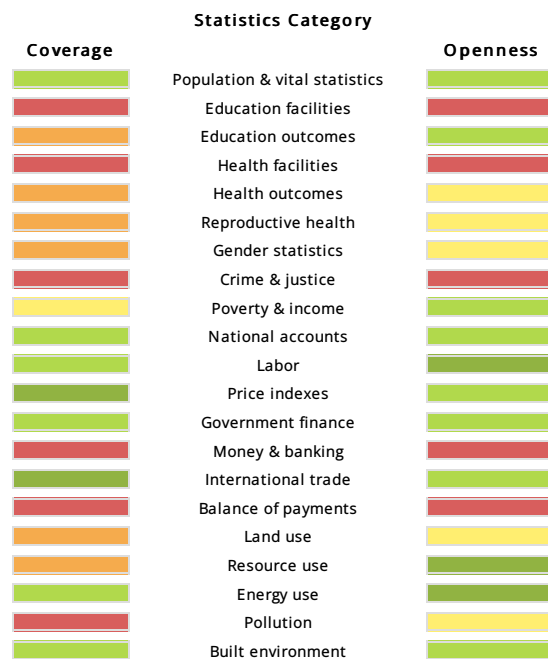 Statistics Category
Coverage Openness
Population & vital statistics
Education facilities
Education outcomes
Health facilities
Health outcomes
Reproductive health
Gender statistics
Crime & justice
Poverty & income
National accounts
Labor
Price indexes
Government finance
Money & banking
International trade
Balance of payments
Land use
Resource use
Energy use
Pollution
Built environment